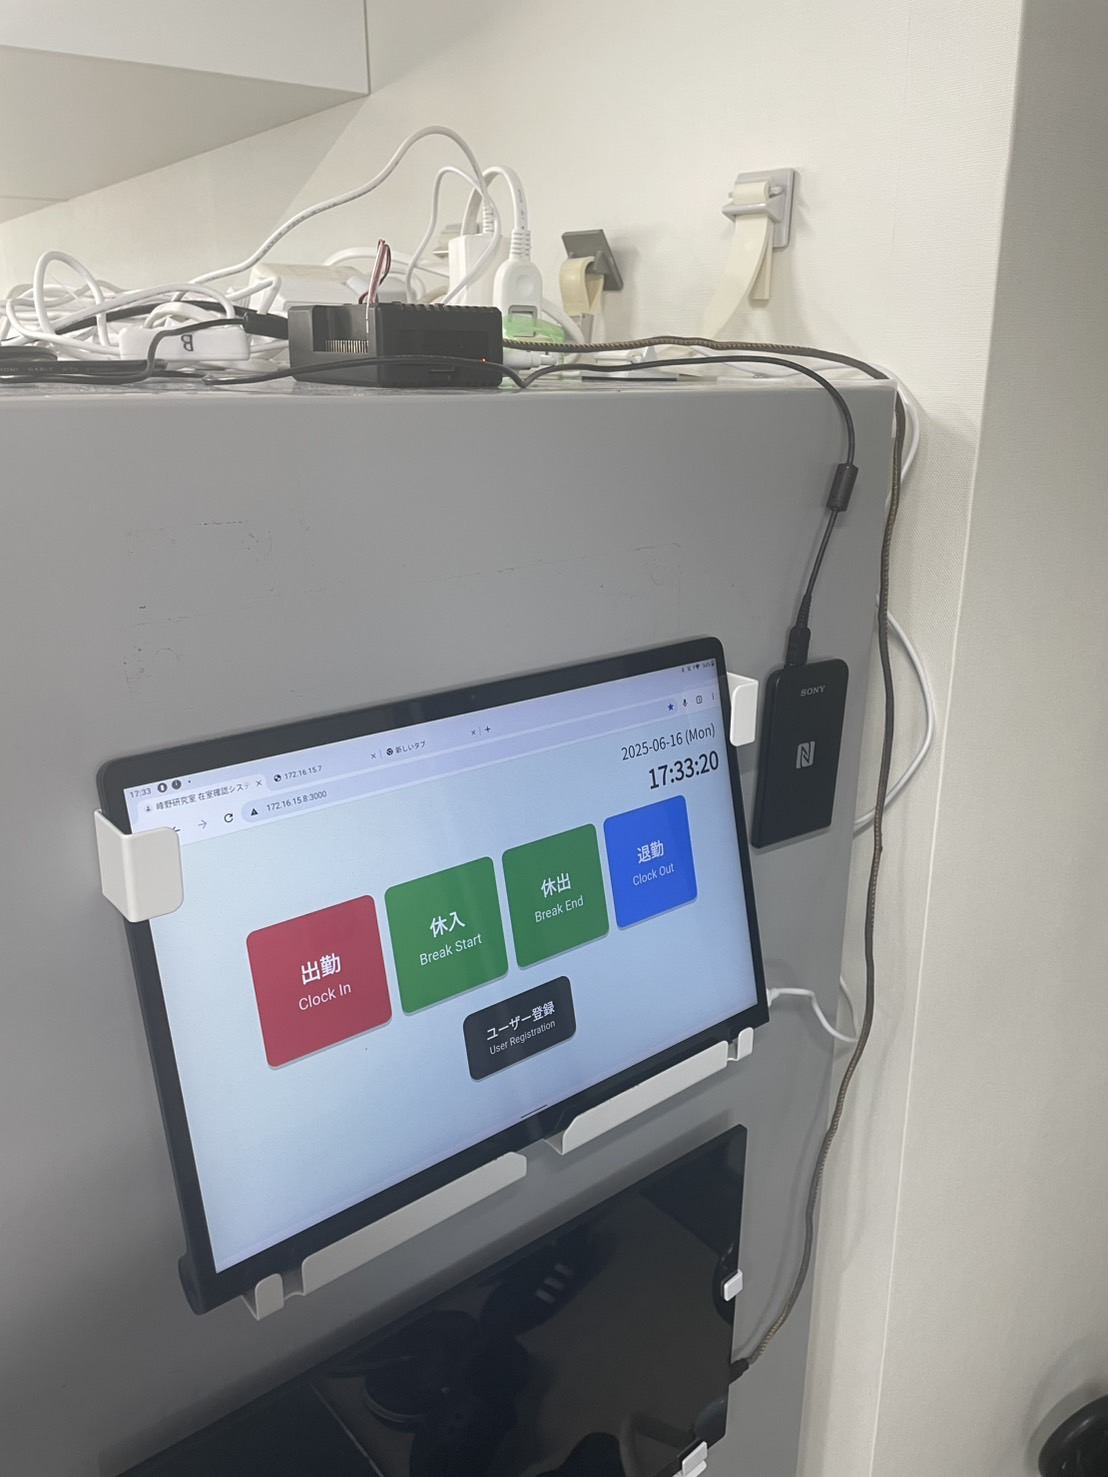 B
SONY
17:33
峰野研究室 在室確認システ
172.16.15.7
新しいタブ
172.16.15.8:3000
2025-06-16 (Mon)
17:33:20
出勤
Clock In
休入
Break Start
休出
Break End
退勤
Clock Out
ユーザー登録
User Registration